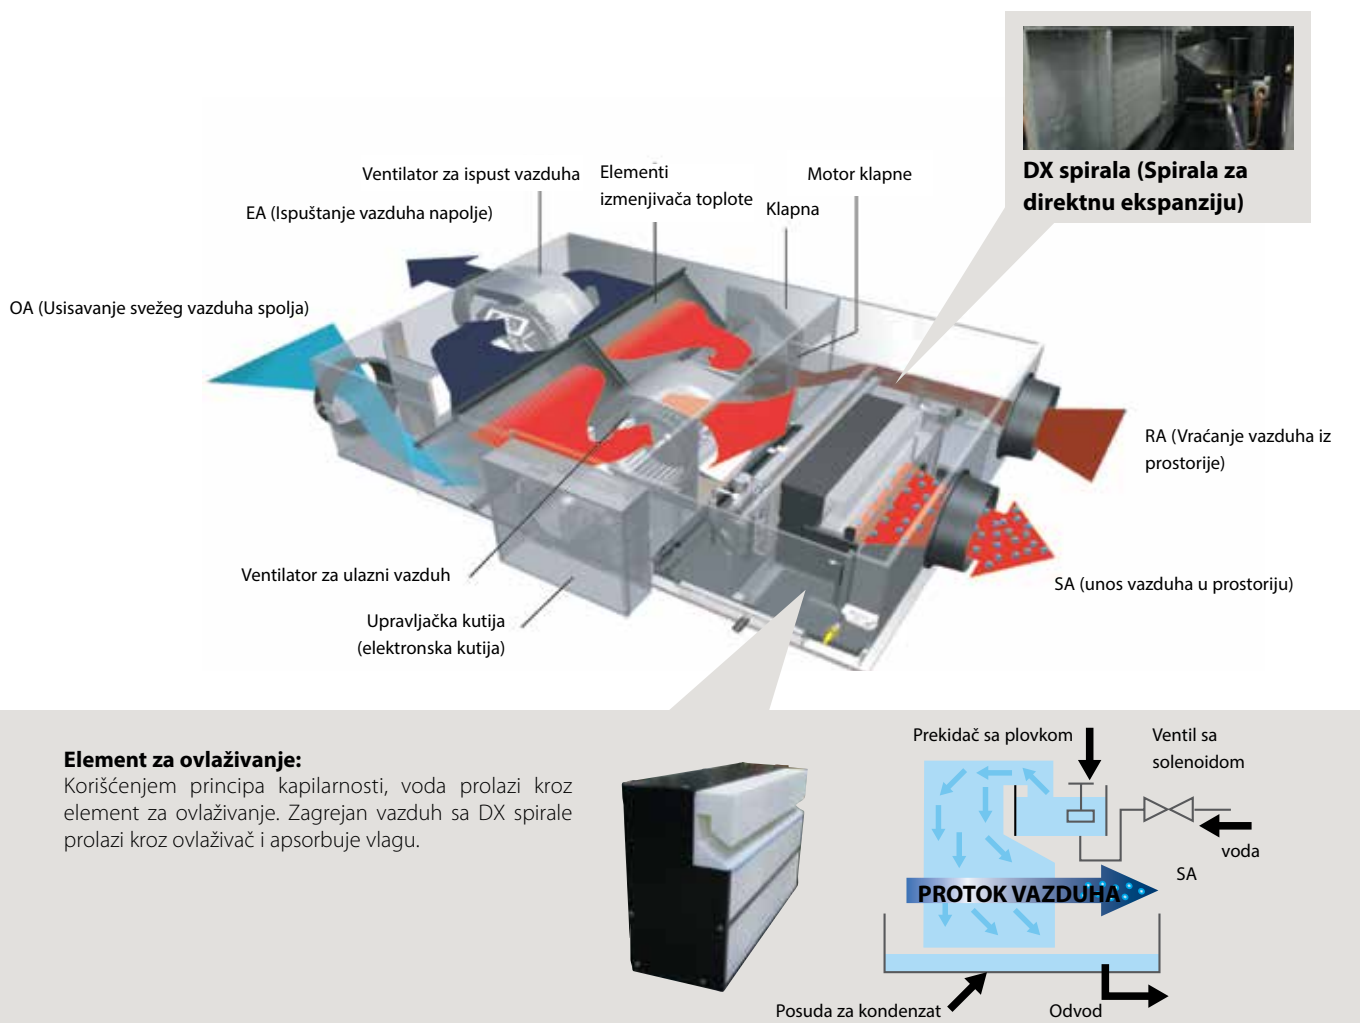 DX spirala (Spirala za
direktnu ekspanziju)
Ventilator za ispust vazduha
Elementi
izmenjivača toplote
Motor klapne
Klapna
EA (Ispuštanje vazduha napolje)
OA (Usisavanje svežeg vazduha spolja)
RA (Vraćanje vazduha iz
prostorije)
SA (unos vazduha u prostoriju)
Ventilator za ulazni vazduh
Upravljačka kutija
(elektronska kutija)
Element za ovlaživanje:
Korišćenjem principa kapilarnosti, voda prolazi kroz
element za ovlaživanje. Zagrejan vazduh sa DX spirale
prolazi kroz ovlaživač i apsorbuje vlagu.
Prekidač sa plovkom
Ventil sa
solenoidom
voda
SA
PROTOK VAZDUHA
Posuda za kondenzat
Odvod